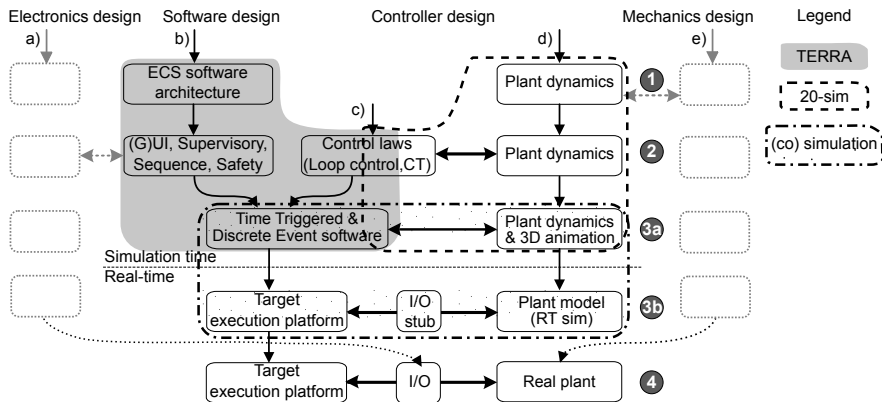 Electronics design
Software design
Controller design
Mechanics design
Legend
a)
b)
d)
e)
TERRA
20-sim
(co) simulation
ECS software
architecture
Plant dynamics
1
c)
(G)UI, Supervisory,
Sequence, Safety
Control laws
(Loop control,CT)
Plant dynamics
2
Time Triggered &
Discrete Event software
Plant dynamics
& 3D animation
3a
Simulation time
Real-time
Target
execution platform
I/O
stub
Plant model
(RT sim)
3b
Target
execution platform
I/O
Real plant
4